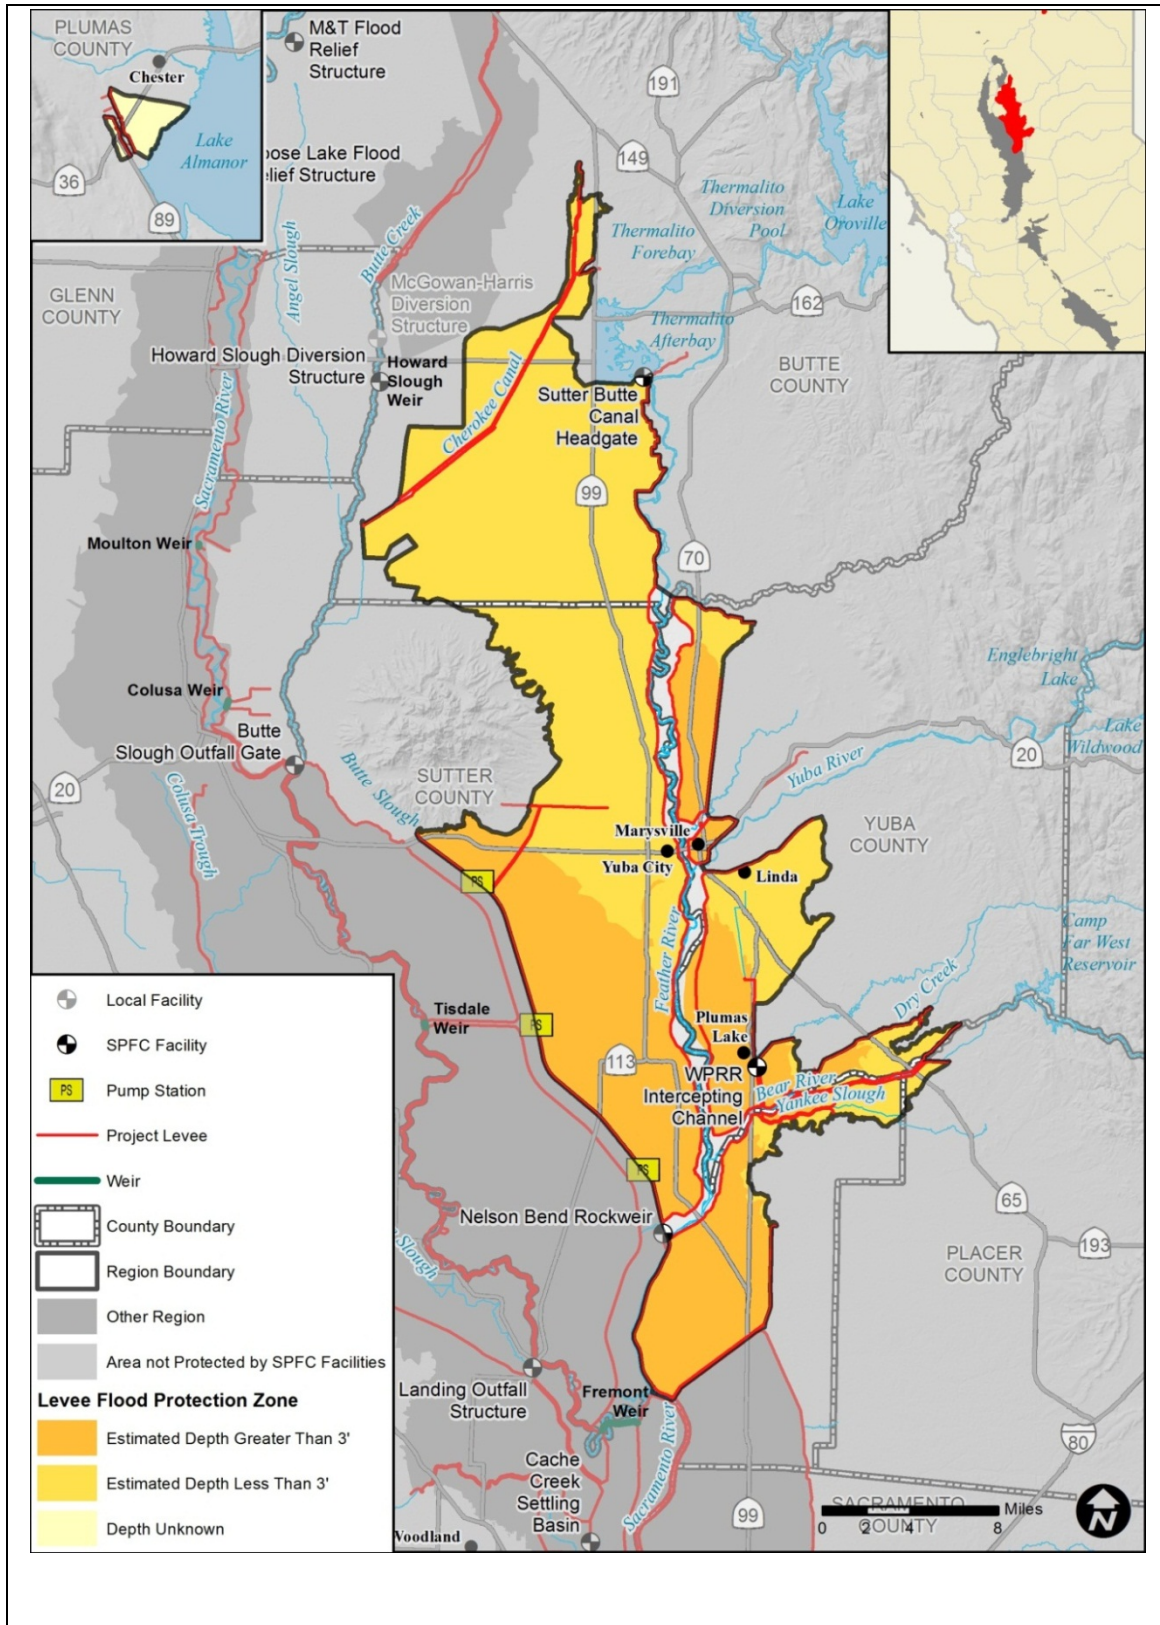 PLUMAS
COUNTY
Chester
Lake
Almanor
36
89
M&T Flood
Relief
Structure
oose Lake Flood
elief Structure
191
149
Thermalito
Diversion
Pool
Lake
Oroville
Thermalito
Forebay
162
Thermalito
Afterbay
Angel Slough
Butte Creek
GLENN
COUNTY
McGowan-Harris
Diversion
Structure
Howard Slough Diversion
Structure
Howard
Slough
Weir
BUTTE
COUNTY
Sutter Butte
Canal
Headgate
Cherokee Canal
Sacramento River
99
Moulton Weir
70
Englebright
Lake
Colusa Weir
Butte
Slough Outfall Gate
Lake
Wildwood
20
Yuba River
20
Colusa Trough
Butte Slough
SUTTER
COUNTY
Marysville
Yuba City
YUBA
COUNTY
Linda
PS
Feather River
Camp
Far West
Reservoir
Dry Creek
Tisdale
Weir
PS
Plumas
Lake
113
WPRR
Intercepting
Channel
Bear River
Yankee Slough
PS
65
Nelson Bend Rockweir
193
PLACER
COUNTY
Slough
Landing Outfall
Structure
Fremont
Weir
Sacramento River
80
Cache
Creek
Settling
Basin
99
SACRAMENTO
COUNTY
Woodland
Miles
0 2 4 8
N
Local Facility
SPFC Facility
PS
Pump Station
Project Levee
Weir
County Boundary
Region Boundary
Other Region
Area not Protected by SPFC Facilities
Levee Flood Protection Zone
Estimated Depth Greater Than 3'
Estimated Depth Less Than 3'
Depth Unknown